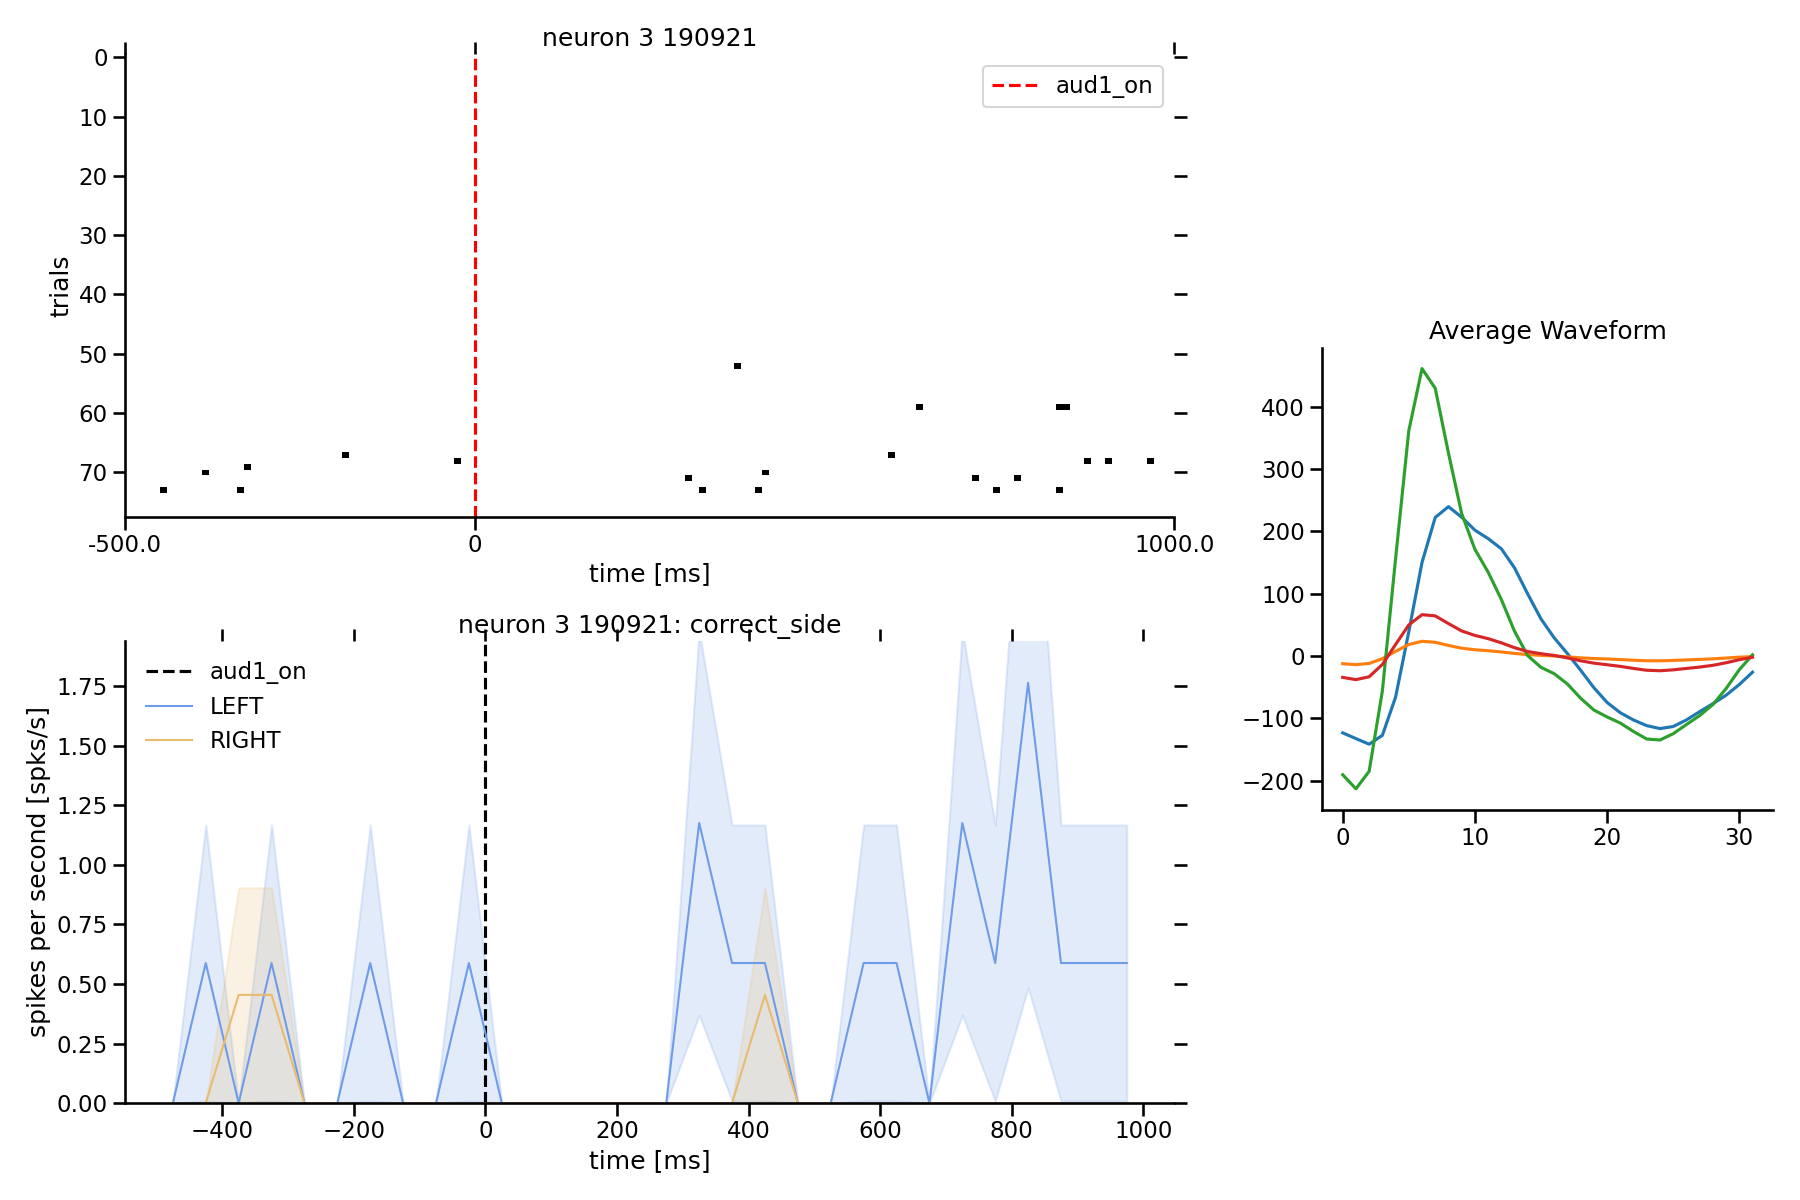 neuron 3 190921
0
10
20
30
40
50
60
70
trials
aud1_on
-500.0 0 1000.0
time [ms]
neuron 3 190921: correct_side
aud1_on
LEFT
RIGHT
1.75
1.50
1.25
1.00
0.75
0.50
0.25
0.00
spikes per second [spks/s]
−400 −200 0 200 400 600 800 1000
time [ms]
Average Waveform
400
300
200
100
0
−100
−200
0 10 20 30